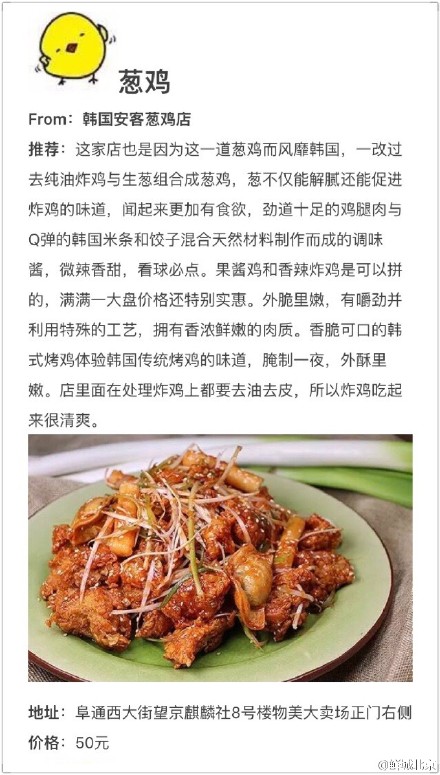 葱鸡
From：韩国安客葱鸡店
推荐：这家店也是因为这一道葱鸡而风靡韩国，一改过
去纯油炸鸡与生葱组合成葱鸡，葱不仅能解腻还能促进
炸鸡的味道，闻起来更加有食欲，劲道十足的鸡腿肉与
Q弹的韩国米条和饺子混合天然材料制作而成的调味
酱，微辣香甜，看球必点。果酱鸡和香辣炸鸡是可以拼
的，满满一大盘价格还特别实惠。外脆里嫩，有嚼劲并
利用特殊的工艺，拥有香浓鲜嫩的肉质。香脆可口的韩
式烤鸡体验韩国传统烤鸡的味道，腌制一夜，外酥里
嫩。店里面在处理炸鸡上都要去油去皮，所以炸鸡吃起
来很清爽。
地址：阜通西大街望京麒麟社8号楼物美大卖场正门右侧
价格：50元